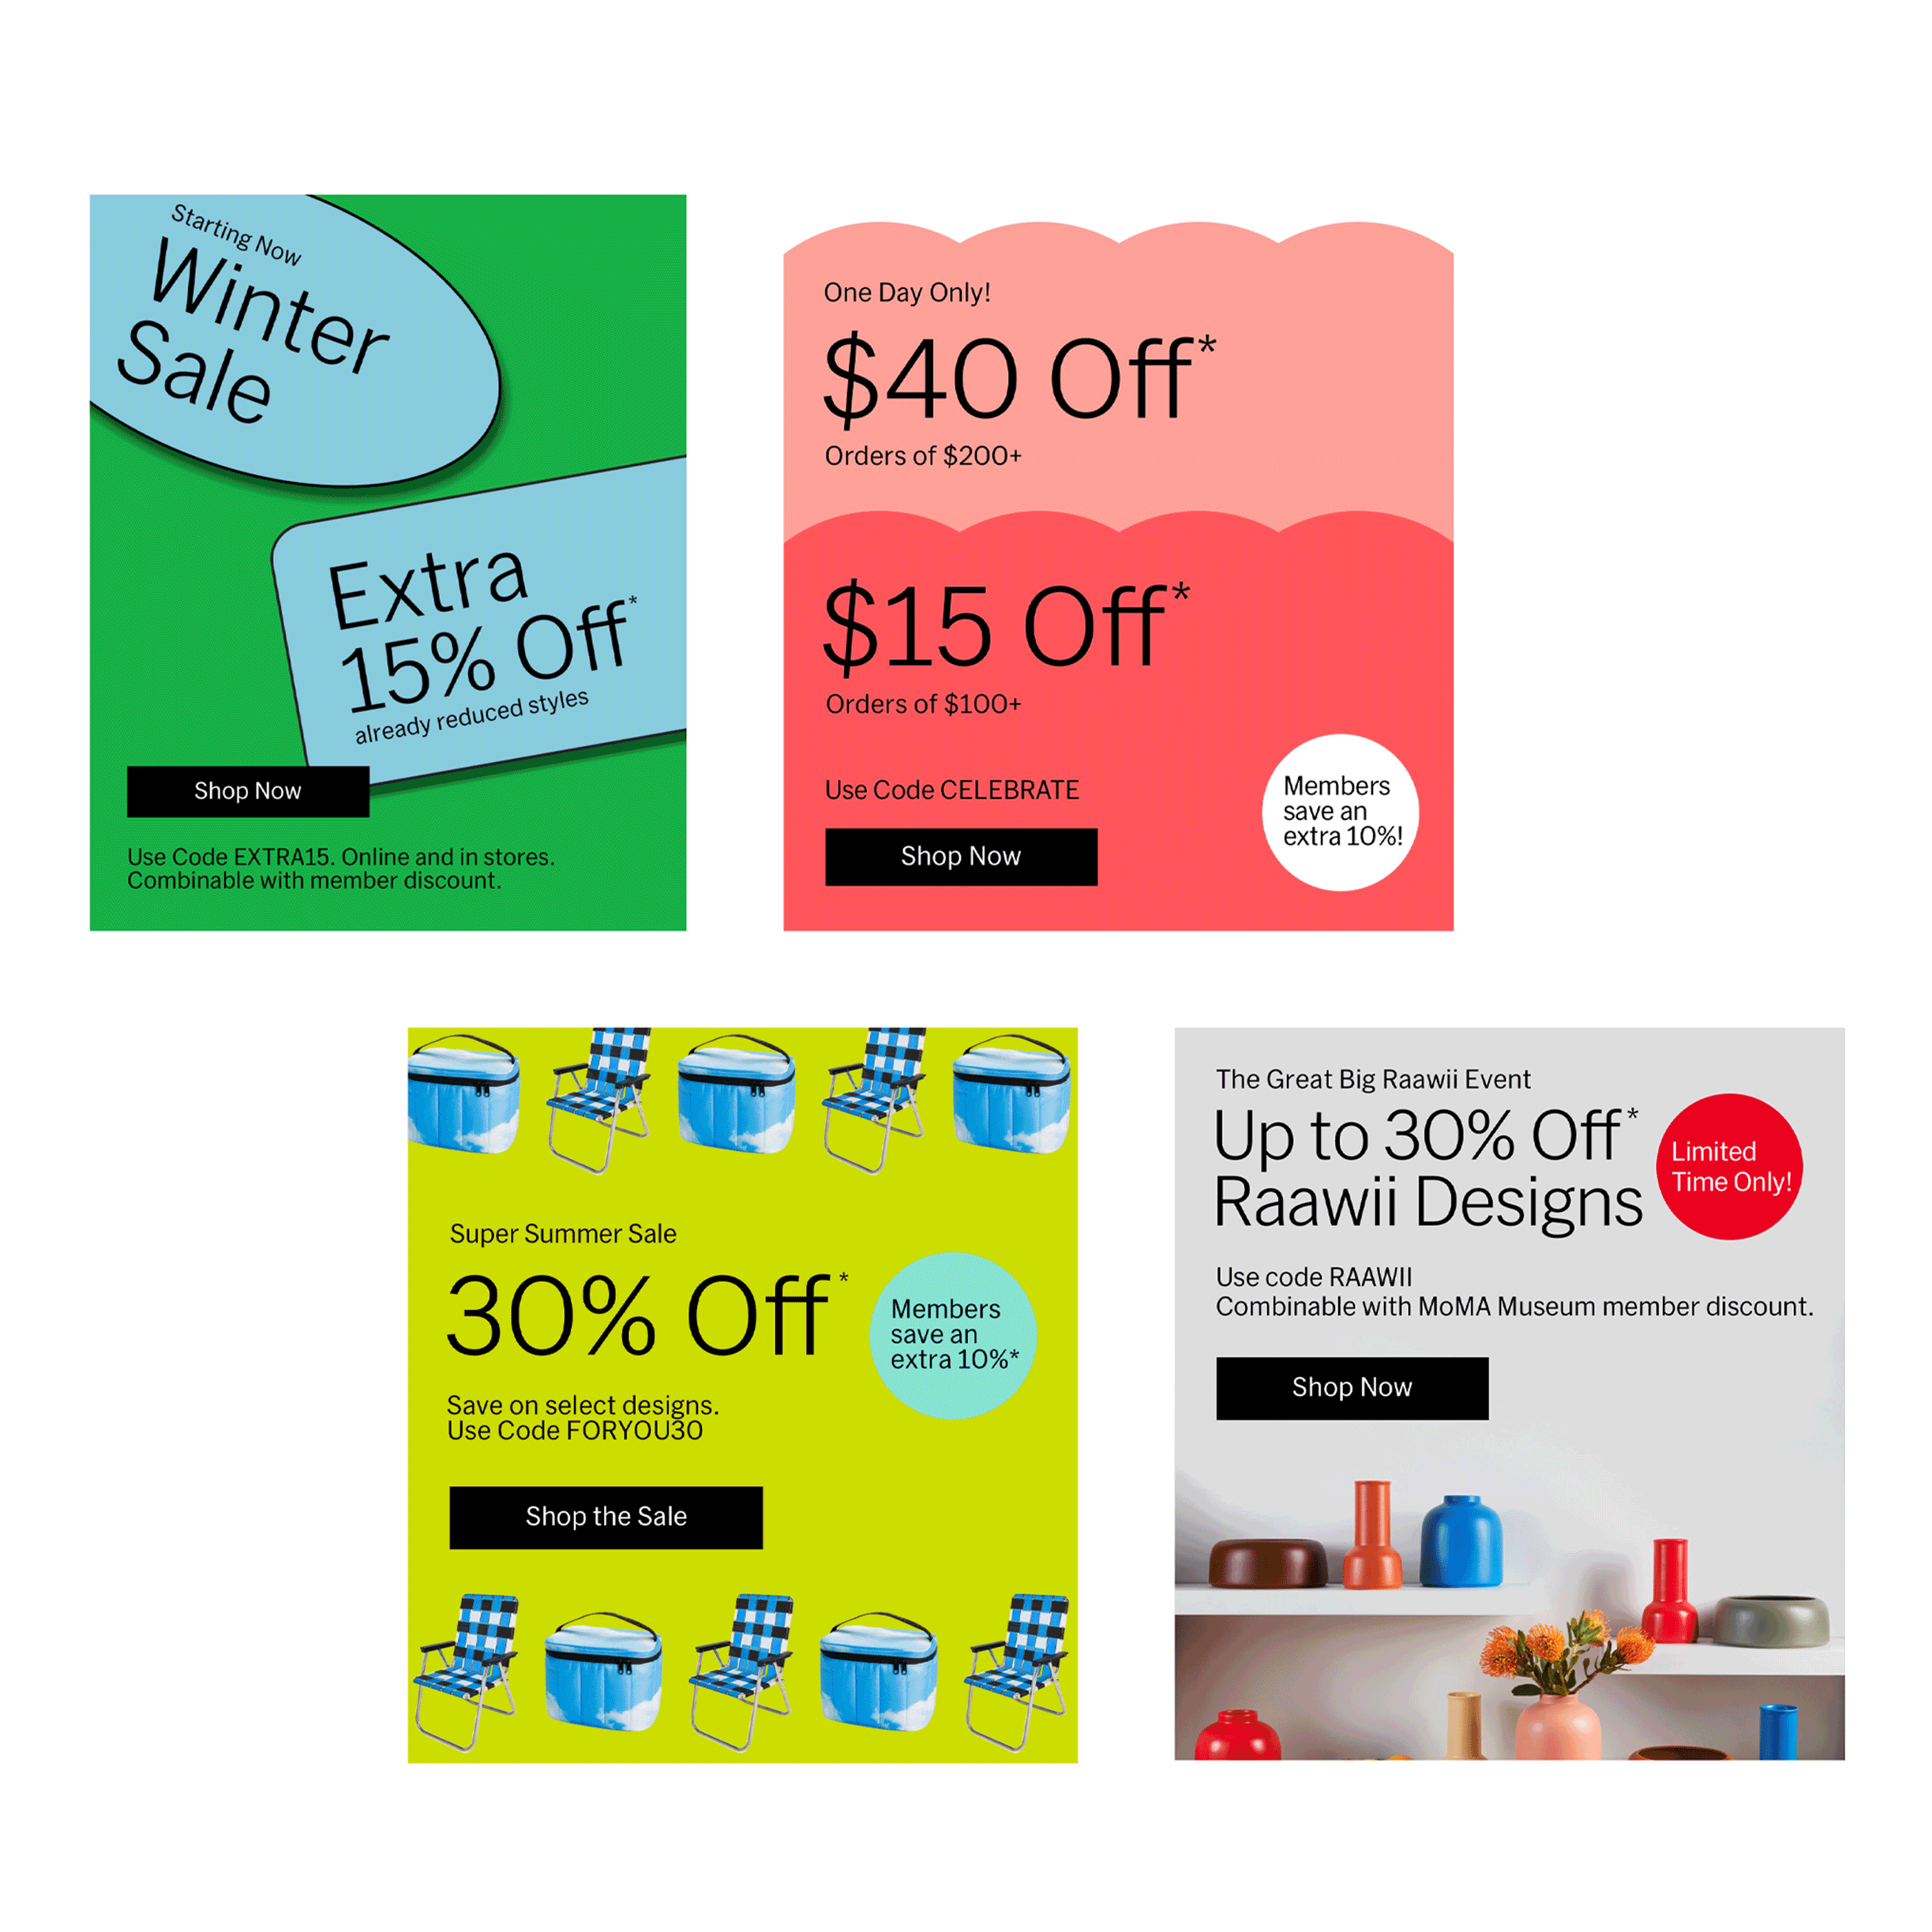 Starting Now
Winter
Sale
Extra
15% Off*
already reduced styles
Shop Now
Use Code EXTRA15. Online and in stores.
Combinable with member discount.
One Day Only!
$40 Off*
Orders of $200+
$15 Off*
Orders of $100+
Use Code CELEBRATE
Shop Now
Members
save an
extra 10%!
Super Summer Sale
30% Off*
Save on select designs.
Use Code FORYOU30
Shop the Sale
Members
save an
extra 10%*
The Great Big Raawii Event
Up to 30% Off*
Raawii Designs
Limited
Time Only!
Use code RAAWII
Combinable with MoMA Museum member discount.
Shop Now